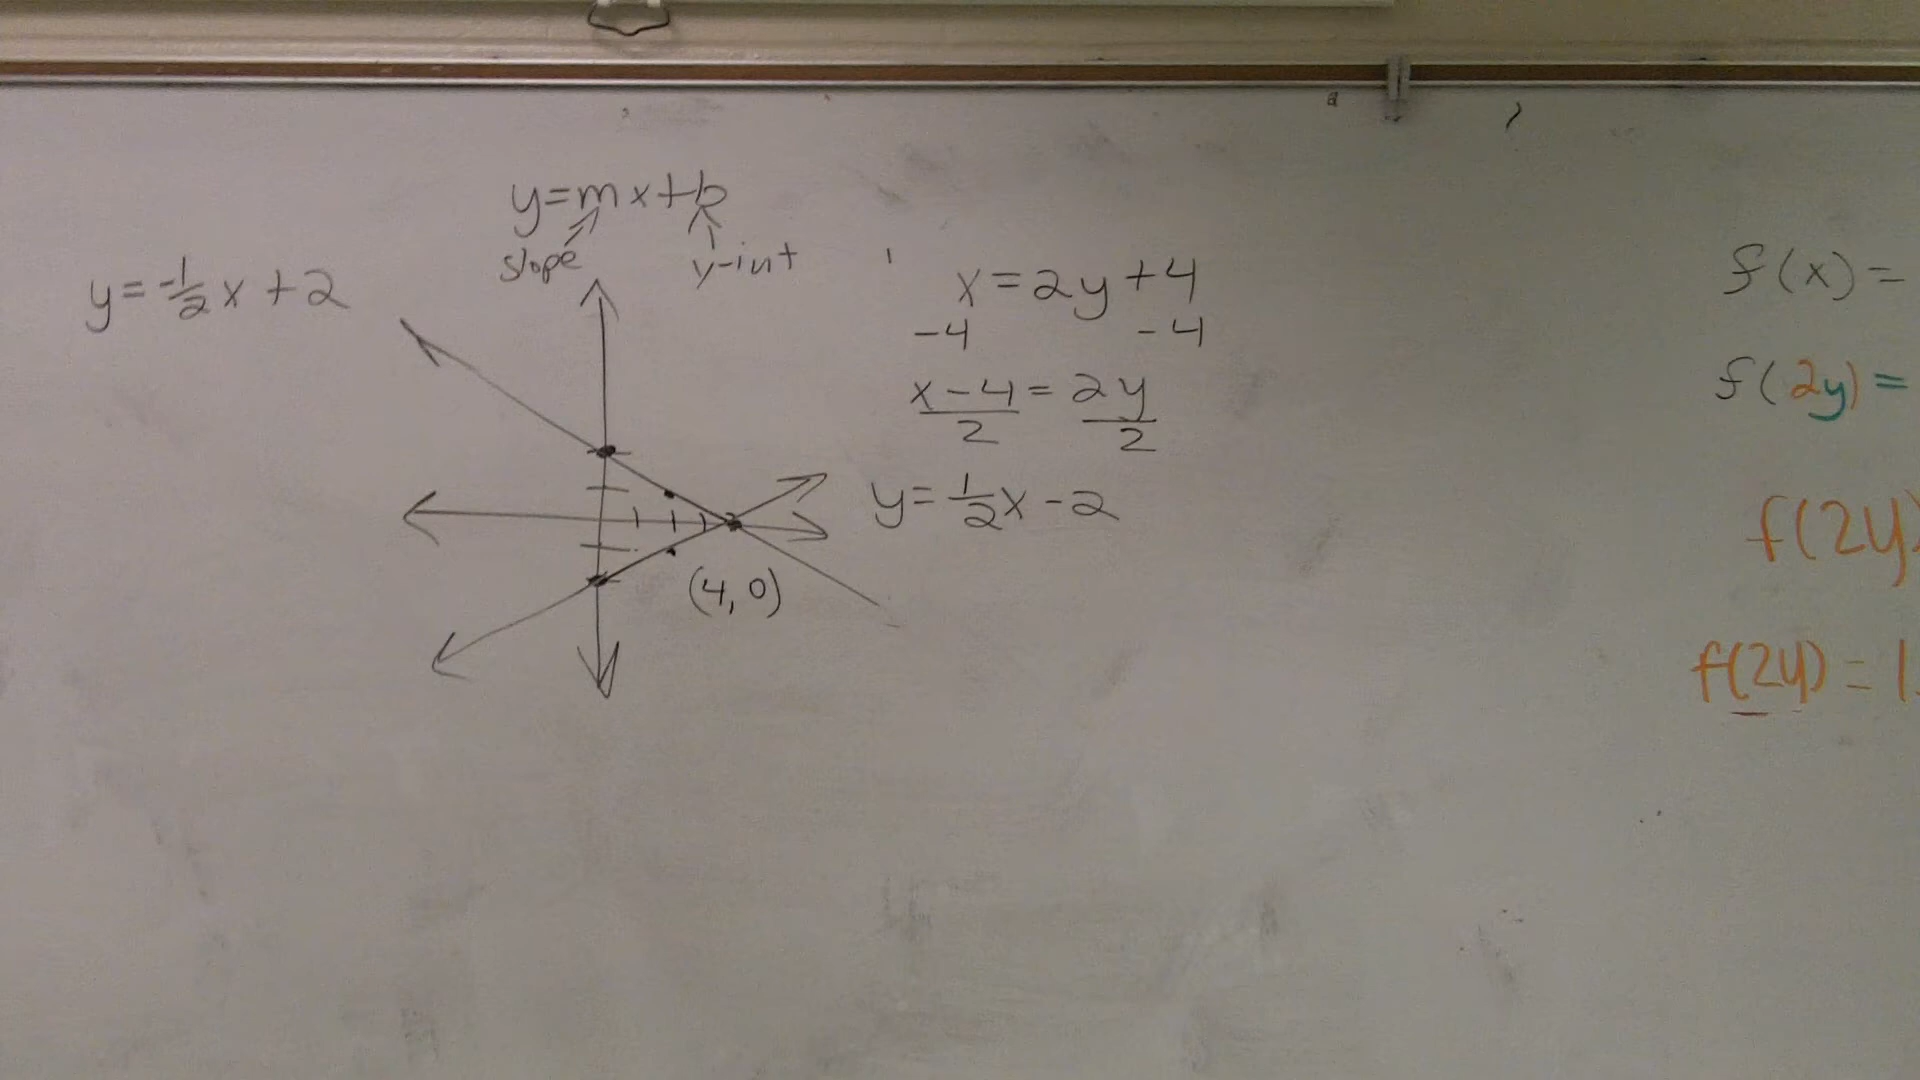 y=mx+b
slope y-int
y=-1/2x+2
(4,0)
x=2y+4
-4 -4
x-4=2y
2 2
y=1/2x-2
f(x)=
f(2y)=
f(2y)
f(2y)=1